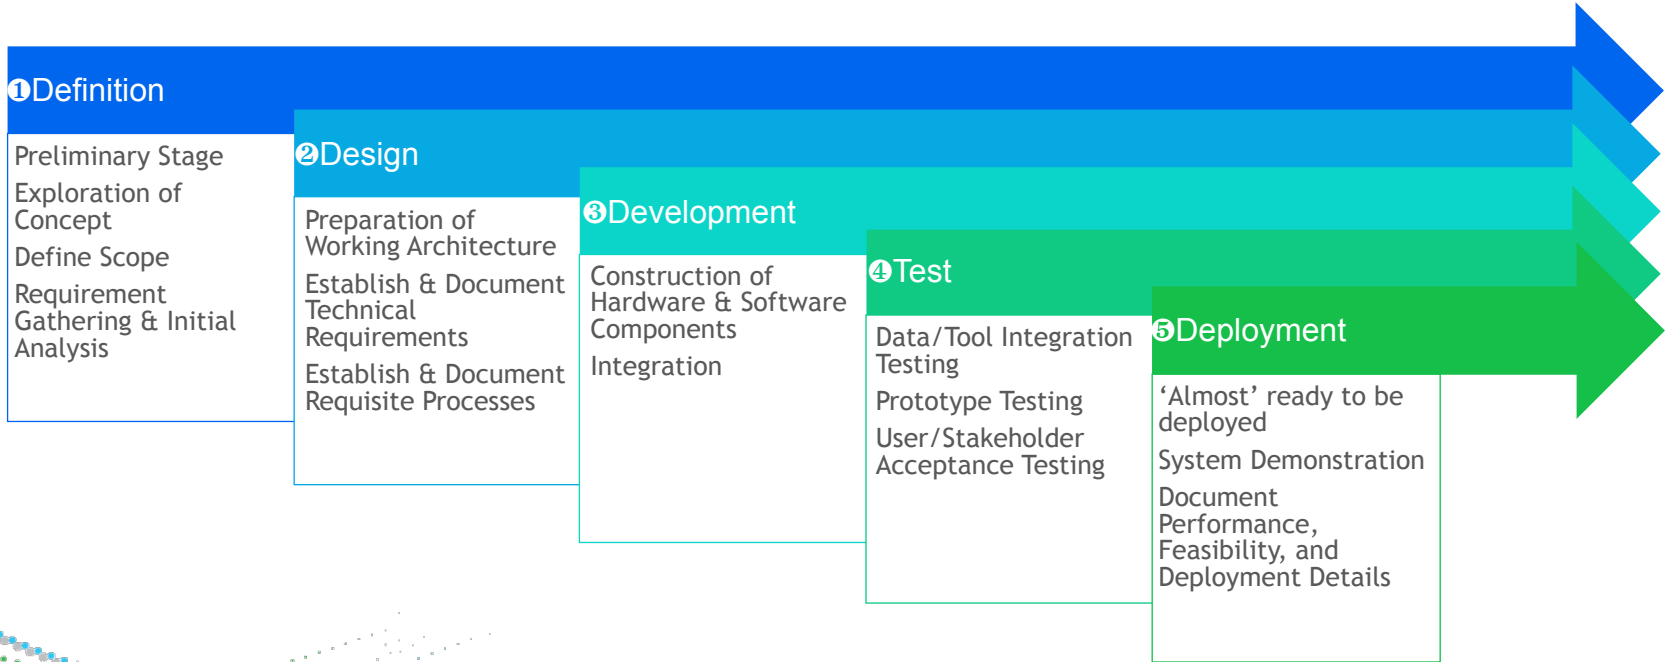 ❶Definition
Preliminary Stage
Exploration of
Concept
Define Scope
Requirement
Gathering & Initial
Analysis
❷Design
Preparation of
Working Architecture
Establish & Document
Technical
Requirements
Establish & Document
Requisite Processes
❸Development
Construction of
Hardware & Software
Components
Integration
❹Test
Data/Tool Integration
Testing
Prototype Testing
User/Stakeholder
Acceptance Testing
❺Deployment
‘Almost’ ready to be
deployed
System Demonstration
Document
Performance,
Feasibility, and
Deployment Details